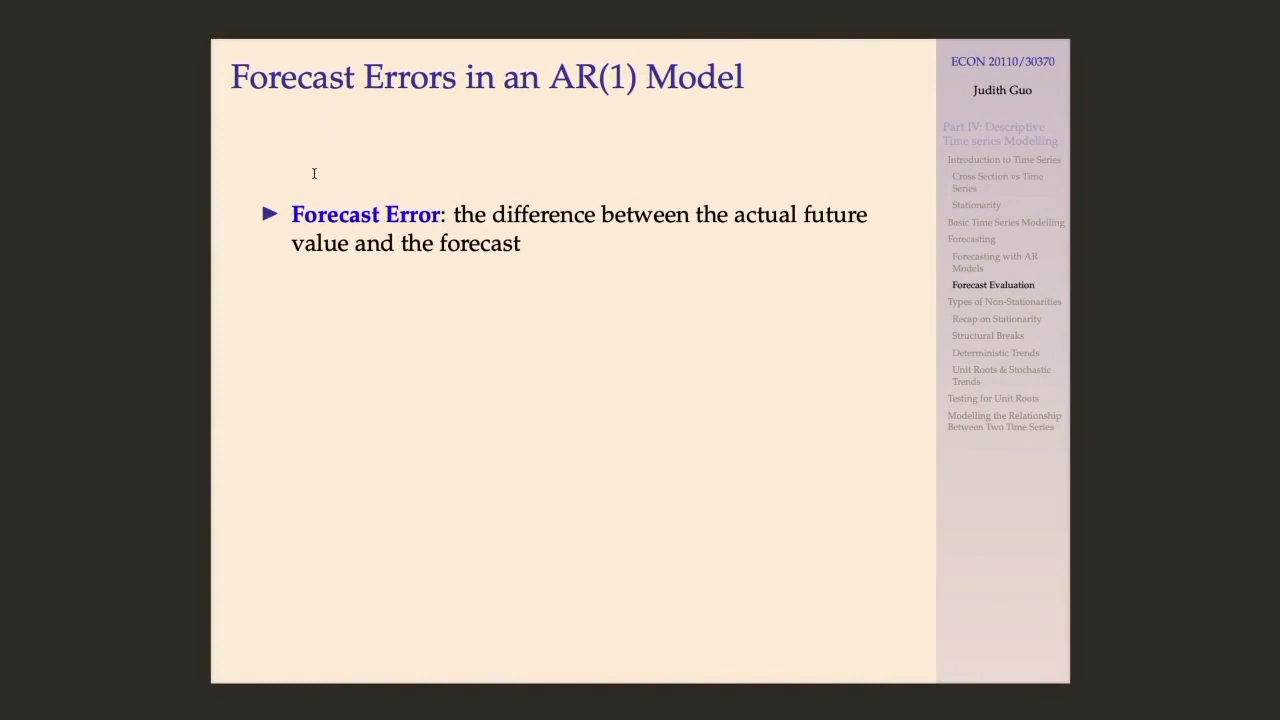 Forecast Errors in an AR(1) Model
► Forecast Error: the difference between the actual future
value and the forecast
ECON 20110/30370
Judith Guo
Part IV: Descriptive
Time series Modelling
Introduction to Time Series
Cross Section vs Time
Series
Stationarity
Basic Time Series Modelling
Forecasting
Forecasting with AR
Models
Forecast Evaluation
Types of Non-Stationarities
Recap on Stationarity
Structural Breaks
Deterministic Trends
Unit Roots & Stochastic
Trends
Testing for Unit Roots
Modelling the Relationship
Between Two Time Series